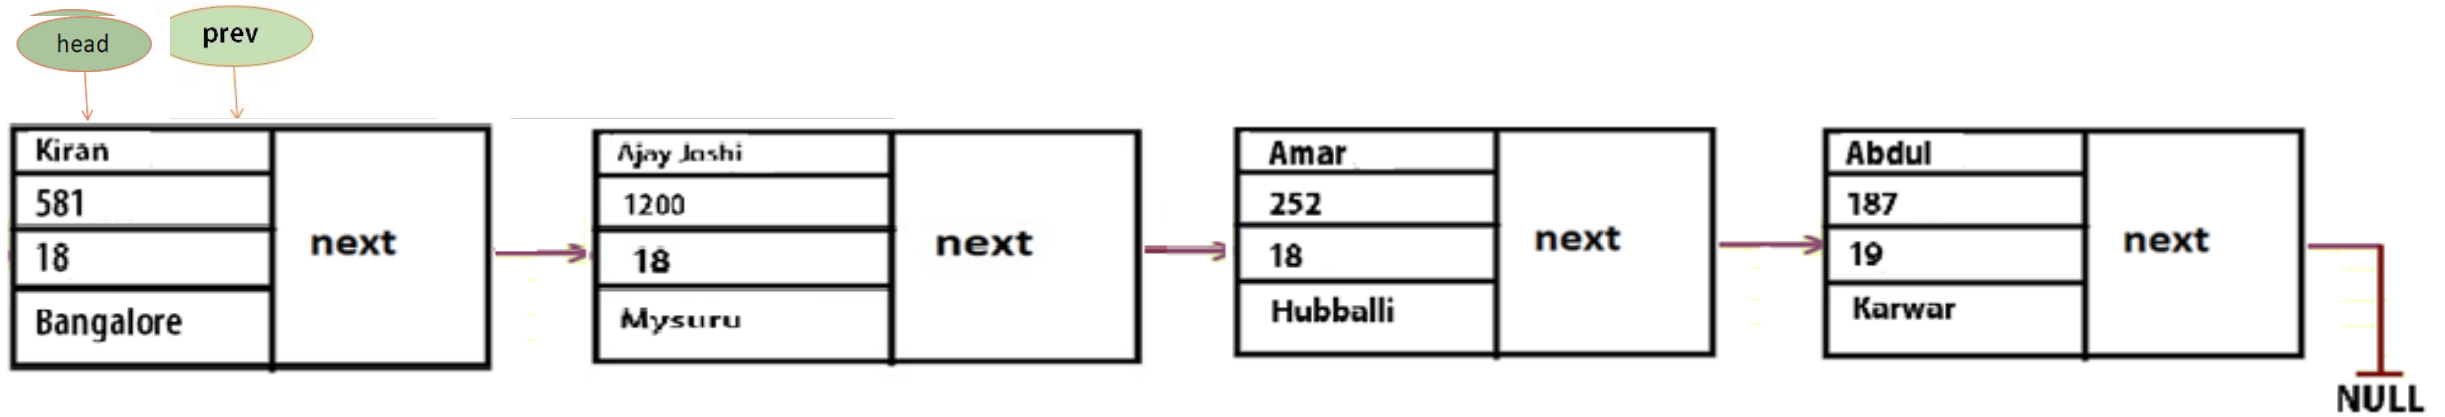 head
prev
Kiran
581
18
Bangalore
next
Ajay Joshi
1200
18
Mysuru
next
Amar
252
18
Hubballi
next
Abdul
187
19
Karwar
next
NULL